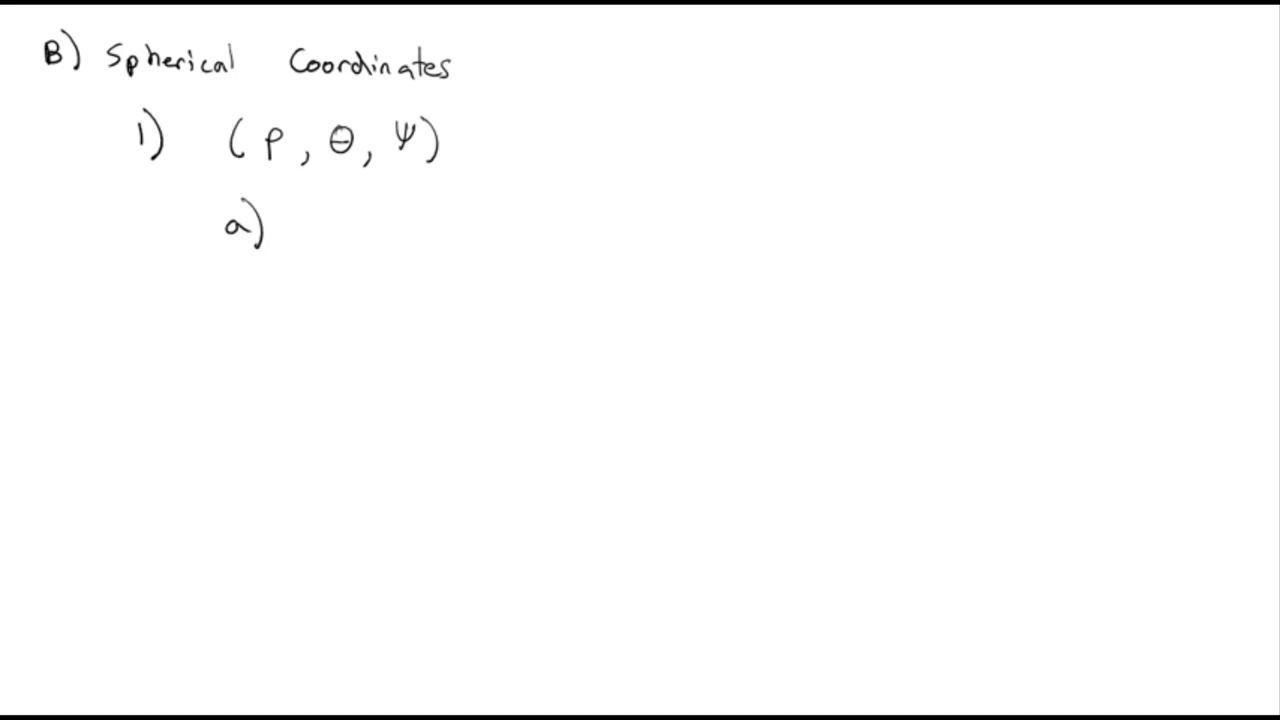 B) Spherical Coordinates
1) (ρ, θ, ψ)
a)